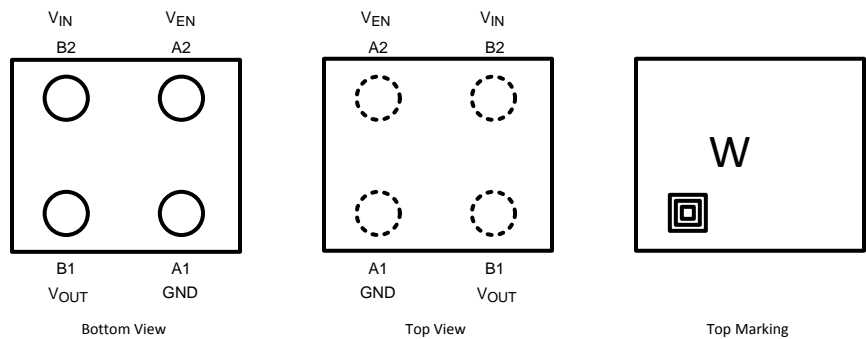 VIN VEN
B2 A2
B1 A1
VOUT GND
Bottom View
VEN VIN
A2 B2
A1 B1
GND VOUT
Top View
W
Top Marking